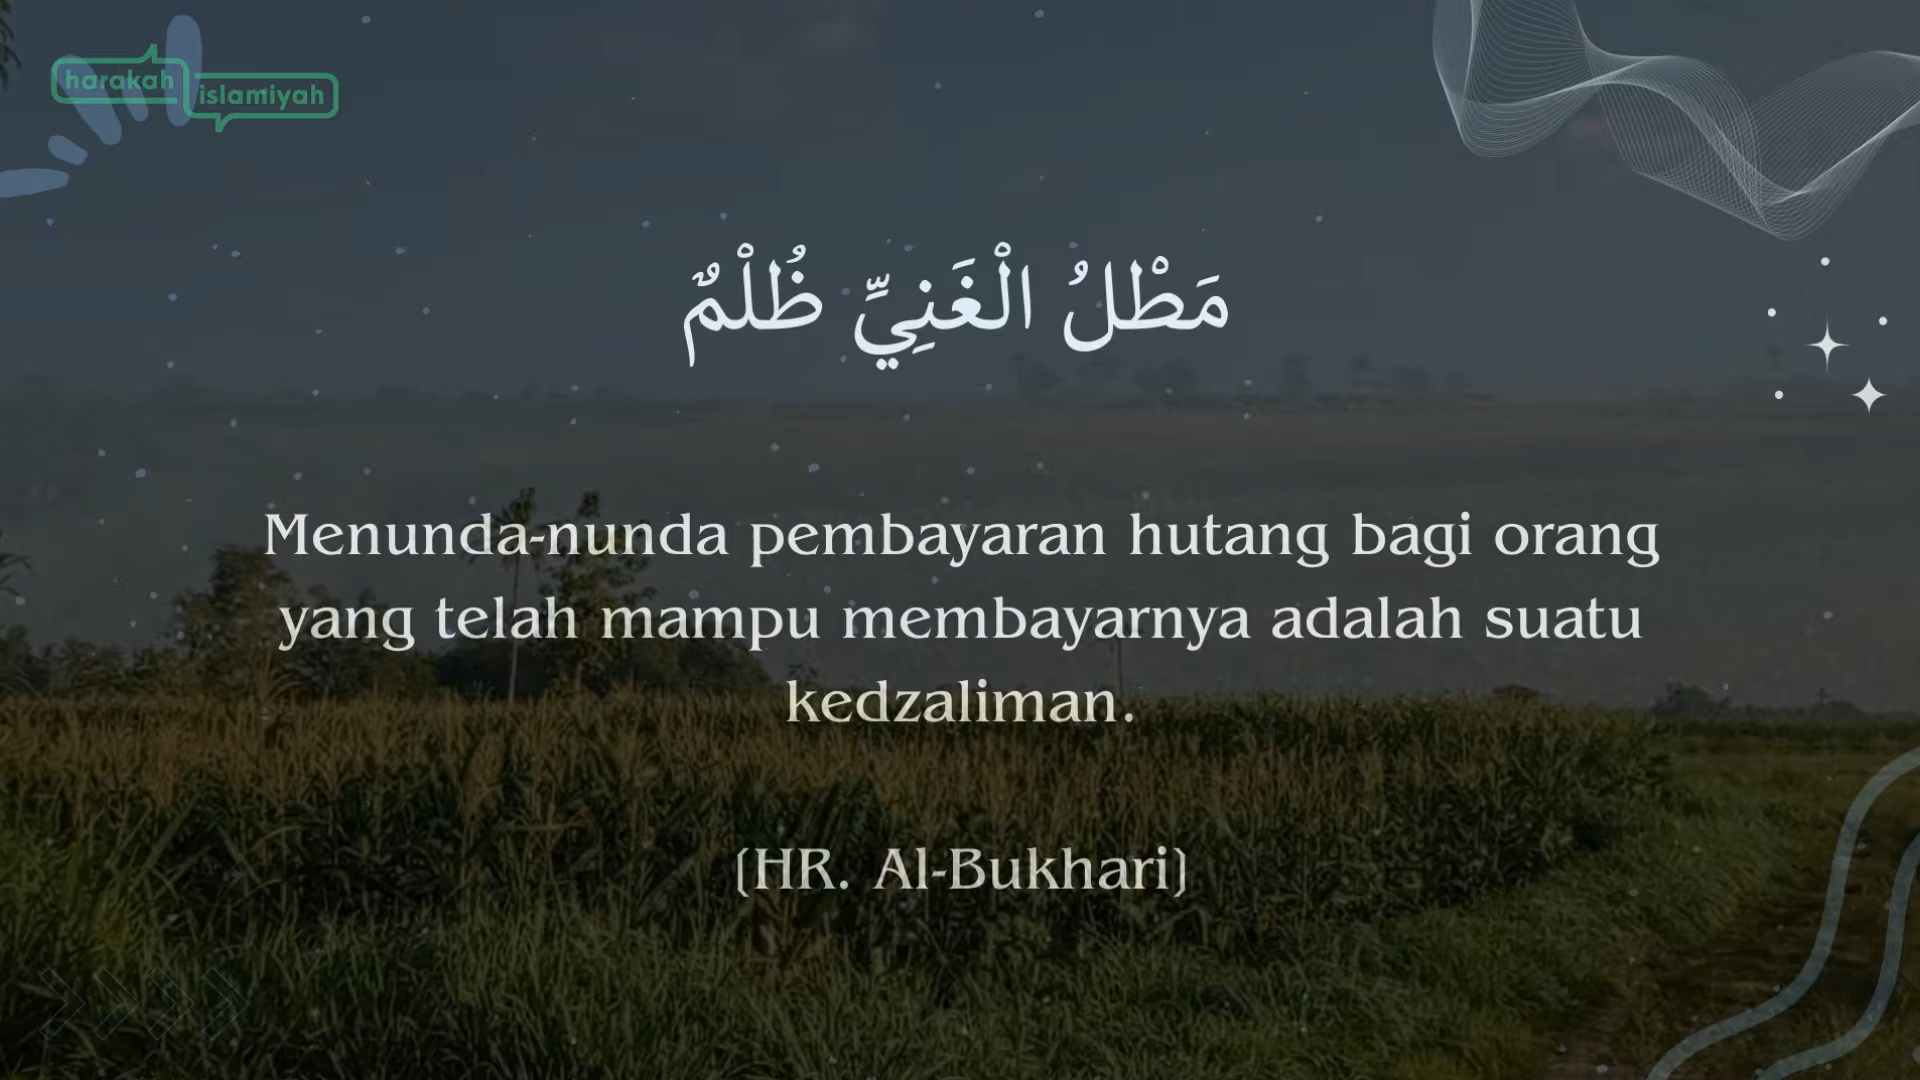 harakah
islamiyah
مَطْلُ الْغَنِيِّ ظُلْمٌ
Menunda-nunda pembayaran hutang bagi orang
yang telah mampu membayarnya adalah suatu
kedzaliman.
(HR. Al-Bukhari)